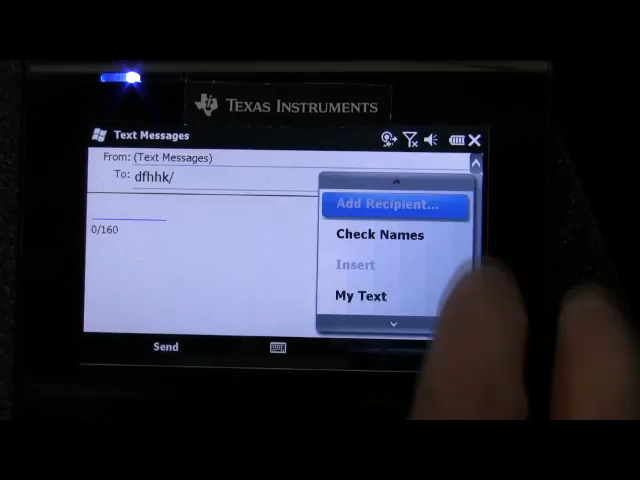 TEXAS INSTRUMENTS
Text Messages
From: (Text Messages)
To: dfhhk/
Add Recipient...
0/160
Check Names
Insert
My Text
Send